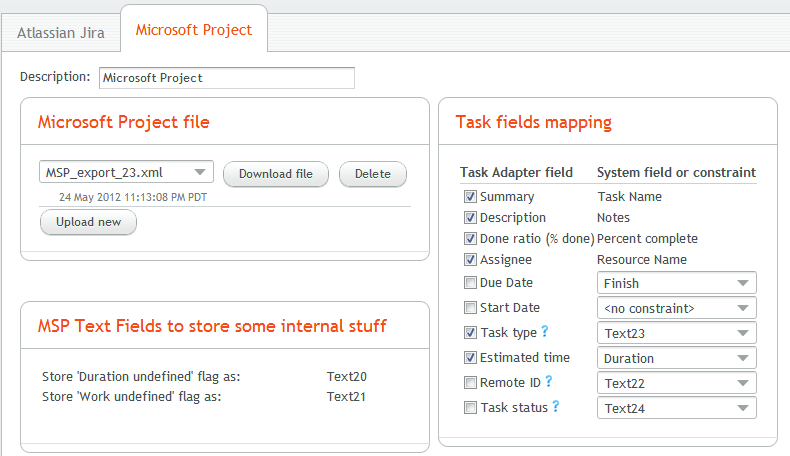 Atlassian Jira
Microsoft Project
Description: Microsoft Project
Microsoft Project file
MSP_export_23.xml
Download file
Delete
24 May 2012 11:13:08 PM PDT
Upload new
MSP Text Fields to store some internal stuff
Store 'Duration undefined' flag as: Text20
Store 'Work undefined' flag as: Text21
Task fields mapping
Task Adapter field System field or constraint
Summary Task Name
Description Notes
Done ratio (% done) Percent complete
Assignee Resource Name
Due Date Finish
Start Date <no constraint>
Task type ? Text23
Estimated time Duration
Remote ID ? Text22
Task status ? Text24